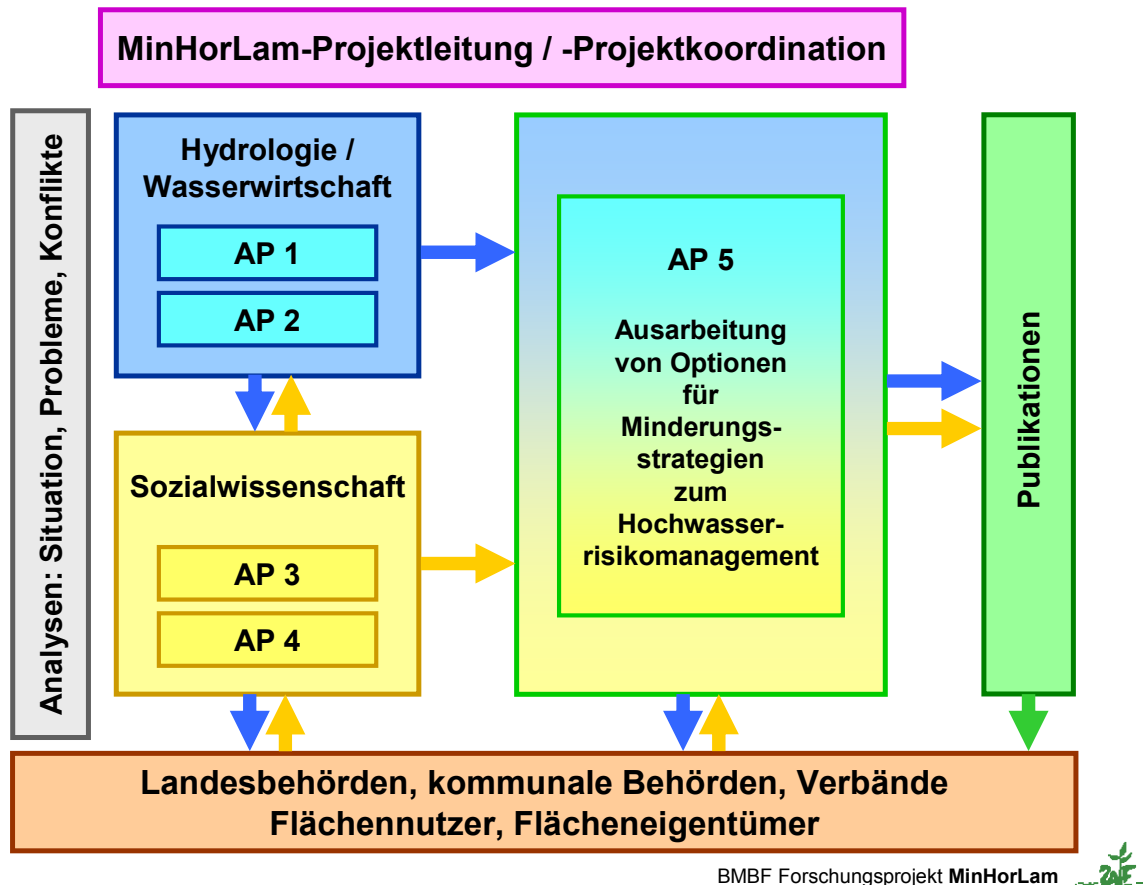 MinHorLam-Projektleitung / -Projektkoordination
Analysen: Situation, Probleme, Konflikte
Hydrologie /
Wasserwirtschaft
AP 1
AP 2
Sozialwissenschaft
AP 3
AP 4
AP 5
Ausarbeitung
von Optionen
für
Minderungs-
strategien
zum
Hochwasser-
risikomanagement
Publikationen
Landesbehörden, kommunale Behörden, Verbände
Flächennutzer, Flächeneigentümer
BMBF Forschungsprojekt MinHorLam